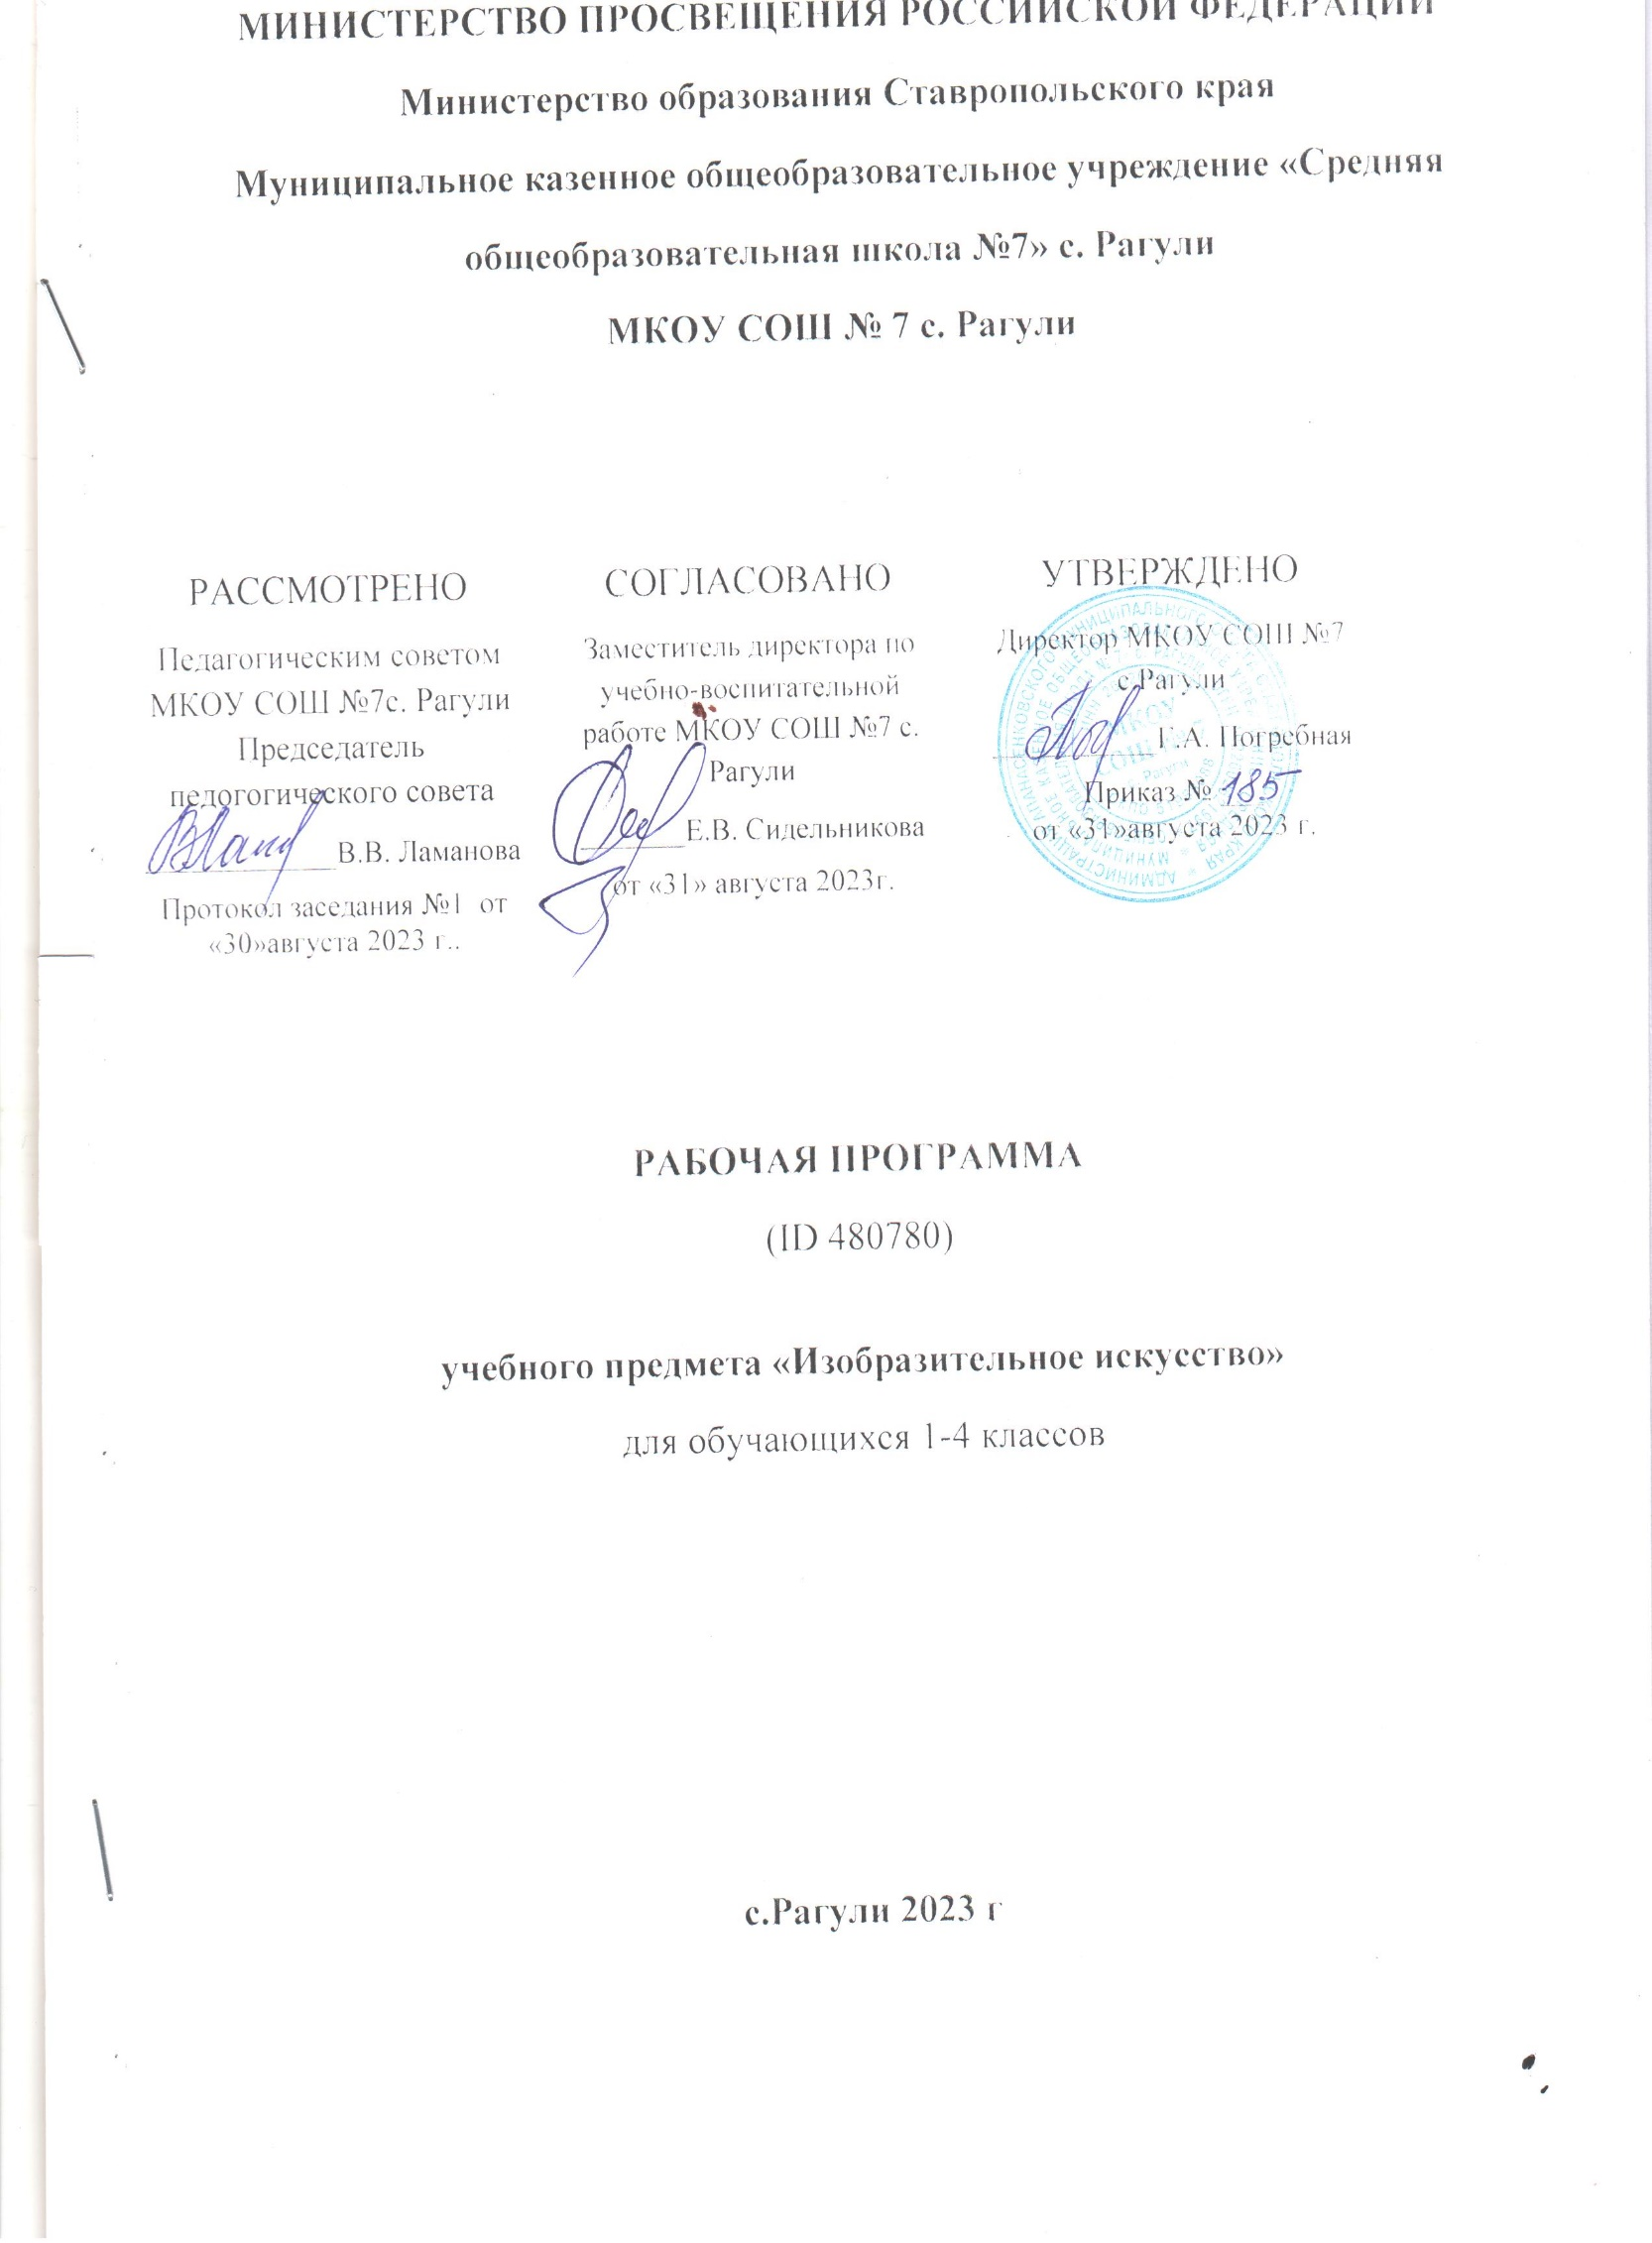 МИНИСТЕРСТВО ПРОСВЕЩЕНИЯ РОССИЙСКОЙ ФЕДЕРАЦИИ
Министерство образования Ставропольского края
Муниципальное казенное общеобразовательное учреждение «Средняя
общеобразовательная школа №7» с. Рагули
МКОУ СОШ № 7 с. Рагули
РАССМОТРЕНО
Педагогическим советом
МКОУ СОШ №7с. Рагули
Председатель
педогогического совета
В.В. Ламанова
Протокол заседания №1 от
«30»августа 2023 г..
СОГЛАСОВАНО
Заместитель директора по
учебно-воспитательной
работе МКОУ СОШ №7 с.
Рагули
Е.В. Сидельникова
от «31» августа 2023г.
УТВЕРЖДЕНО
Директор МКОУ СОШ №7
с.Рагули
Г.А. Погребная
Приказ № 185
от «31»августа 2023 г.
РАБОЧАЯ ПРОГРАММА
(ID 480780)
учебного предмета «Изобразительное искусство»
для обучающихся 1-4 классов
с.Рагули 2023 г